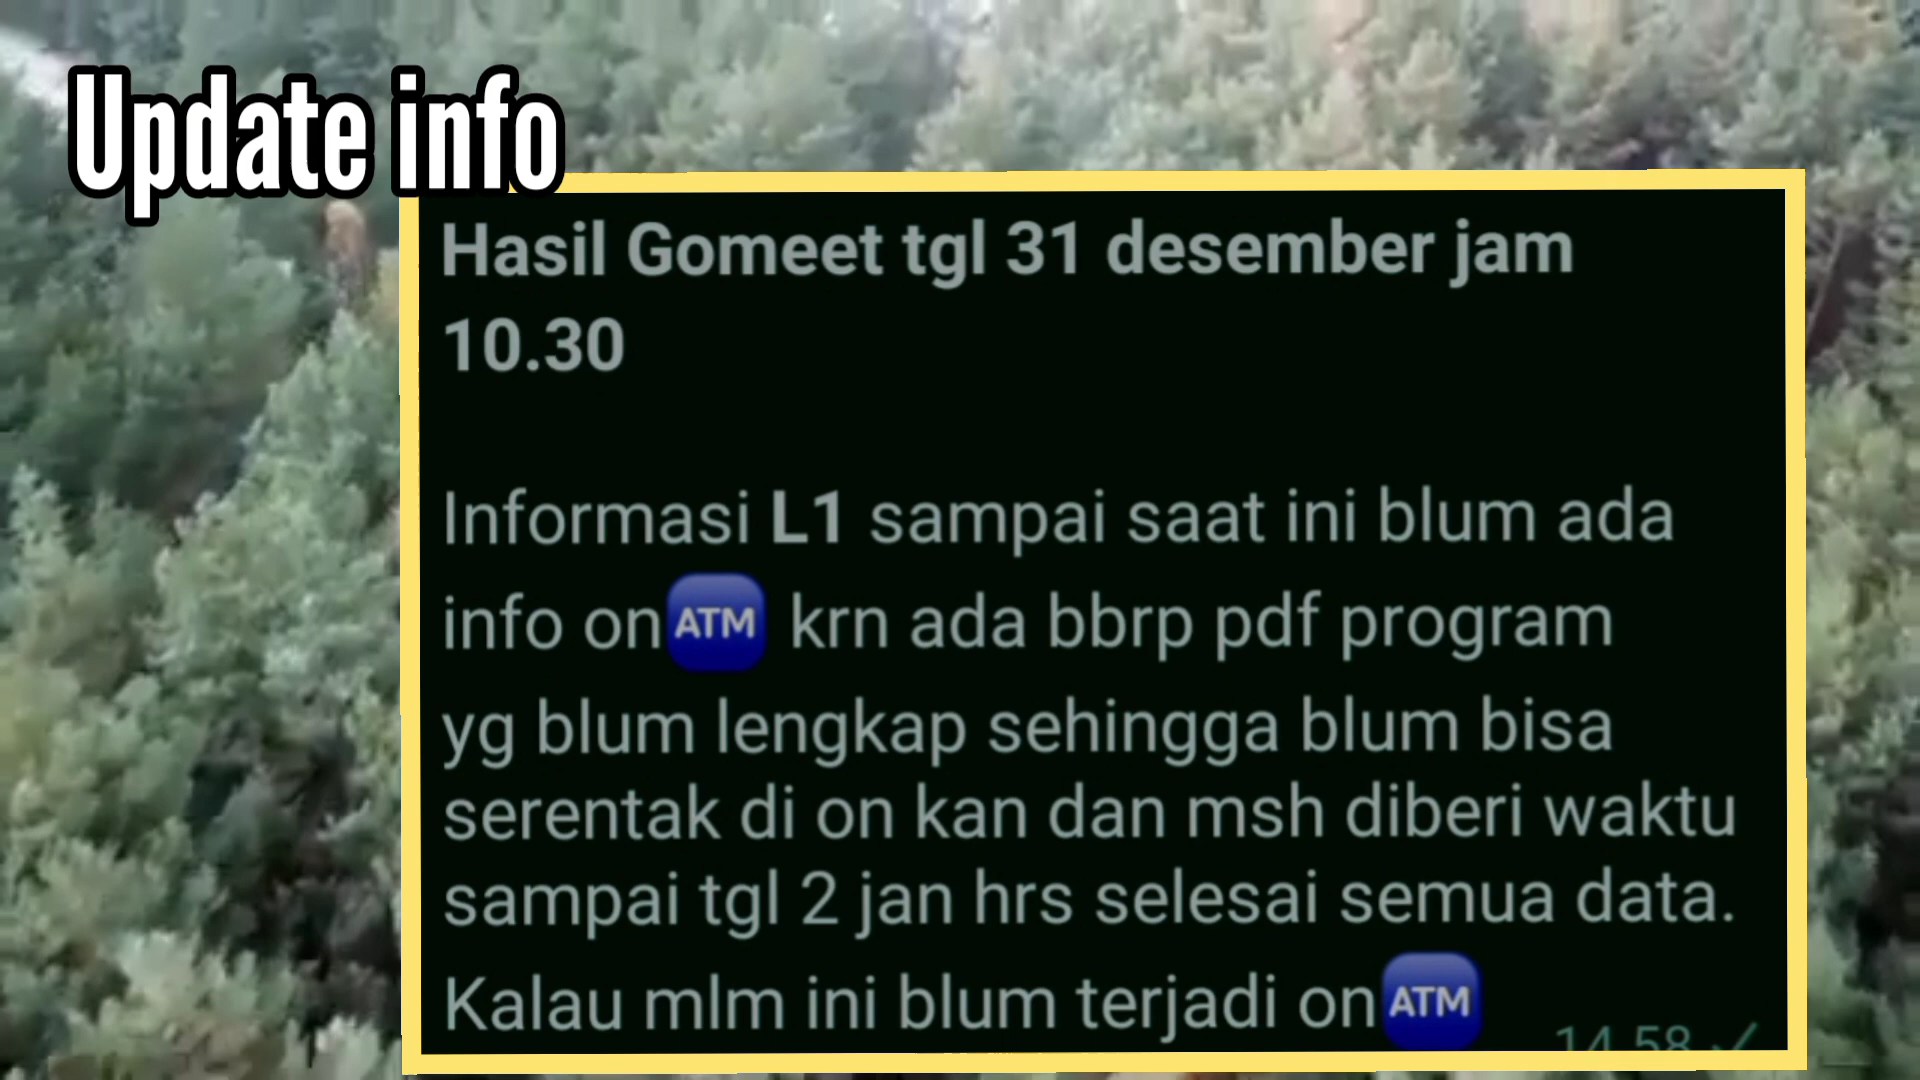 Update info
Hasil Gomeet tgl 31 desember jam
10.30
Informasi L1 sampai saat ini blum ada
info on ATM krn ada bbrp pdf program
yg blum lengkap sehingga blum bisa
serentak di on kan dan msh diberi waktu
sampai tgl 2 jan hrs selesai semua data.
Kalau mlm ini blum terjadi on ATM
14.58